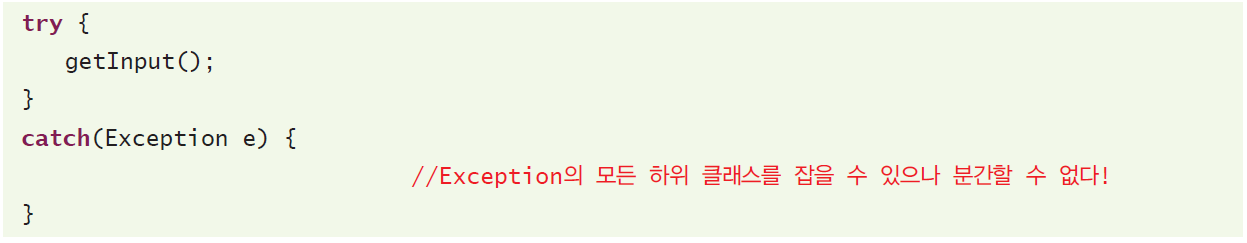 try {
getInput();
}
catch(Exception e) {
//Exception의 모든 하위 클래스를 잡을 수 있으나 분간할 수 없다!
}